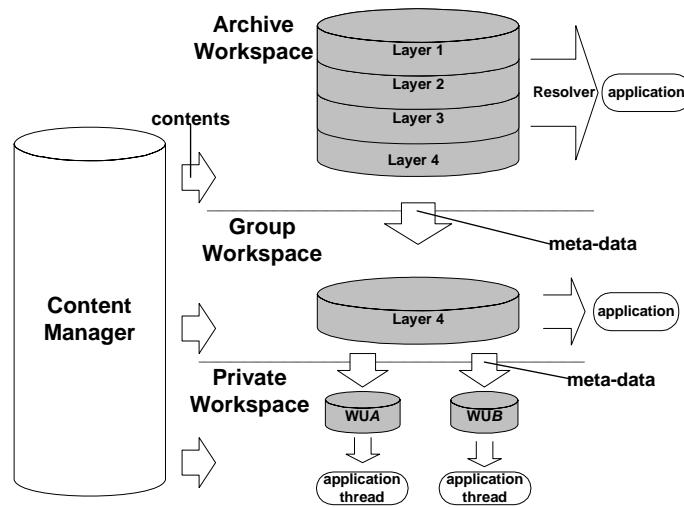 Archive
Workspace
Layer 1
Layer 2
Layer 3
Layer 4
Resolver
application
contents
Group
Workspace
meta-data
Content
Manager
Layer 4
application
Private
Workspace
meta-data
WUA
WUB
application
thread
application
thread